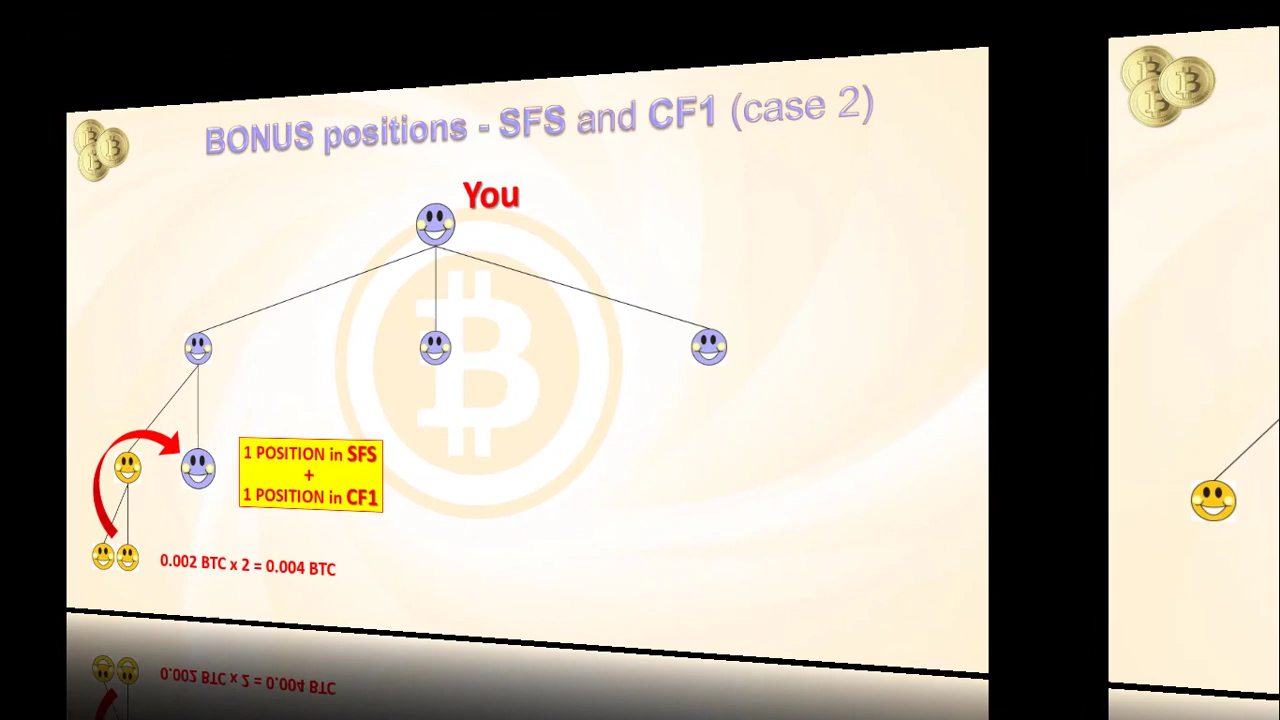 BONUS positions - SFS and CF1 (case 2)
You
1 POSITION in SFS
+
1 POSITION in CF1
0.002 BTC x 2 = 0.004 BTC
0.002 BTC x 2 = 0.004 BTC